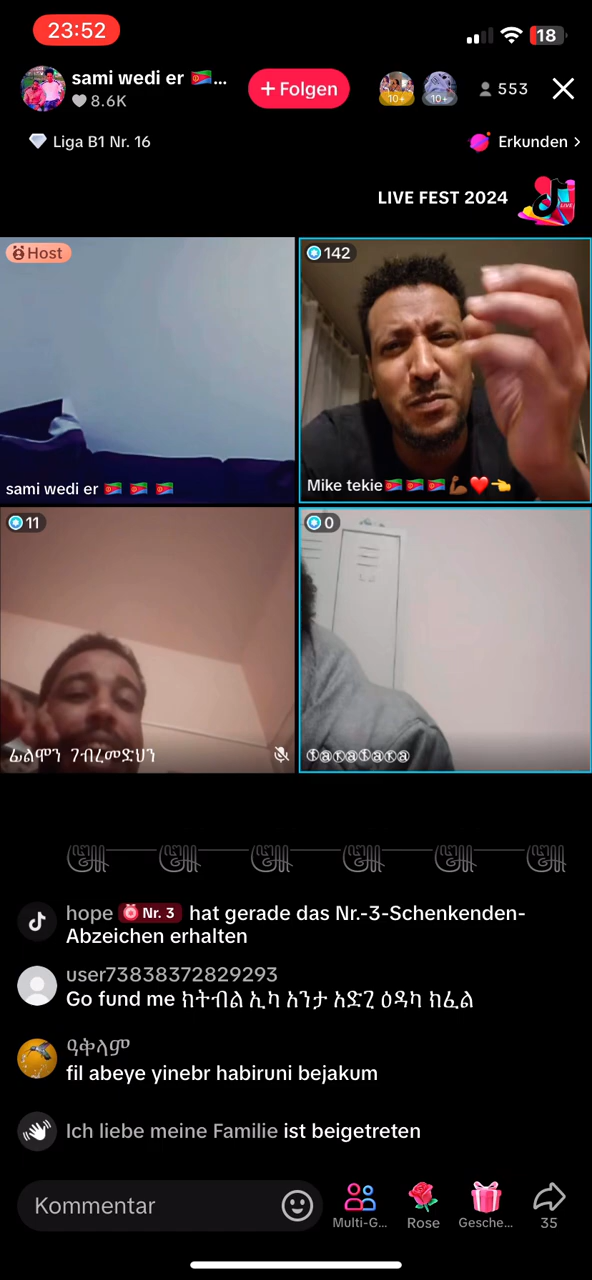 23:52
18
sami wedi er 🇪🇷...
8.6K
+ Folgen
10+
10+
553
Liga B1 Nr. 16
Erkunden >
LIVE FEST 2024
LIVE
Host
142
sami wedi er 🇪🇷 🇪🇷 🇪🇷
Mike tekie🇪🇷🇪🇷🇪🇷💪🏾❤️👈
11
0
ፊልሞን ገብረመድህን
ⓕⓐⓡⓐⓕⓐⓡⓐ
hope Nr. 3 hat gerade das Nr.-3-Schenkenden-
Abzeichen erhalten
user73838372829293
Go fund me ክትብል ኢካ አንታ አድጊ ዕዳካ ክፈል
ዓቅላም
fil abeye yinebr habiruni bejakum
Ich liebe meine Familie ist beigetreten
Kommentar
Multi-G...
Rose
Gesche...
35